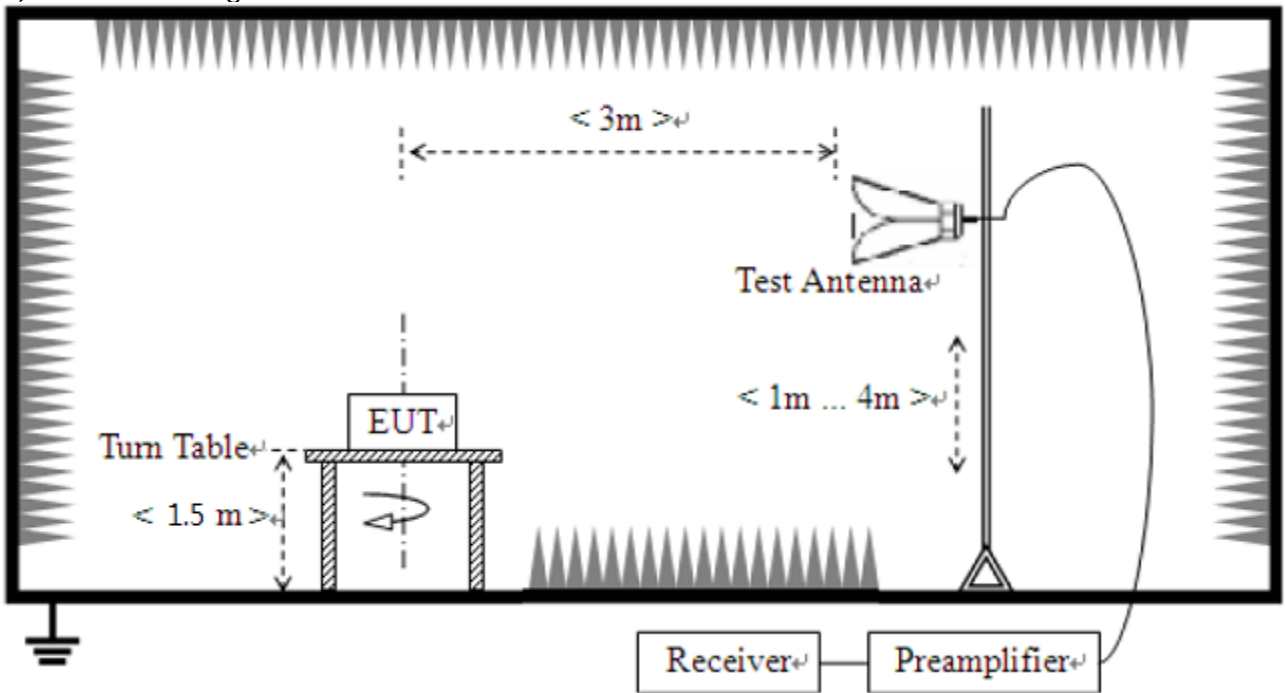 < 3m >↵
Test Antenna↵
< 1m ... 4m >↵
EUT↵
Turn Table↵
< 1.5 m >↵
Receiver↵
Preamplifier↵